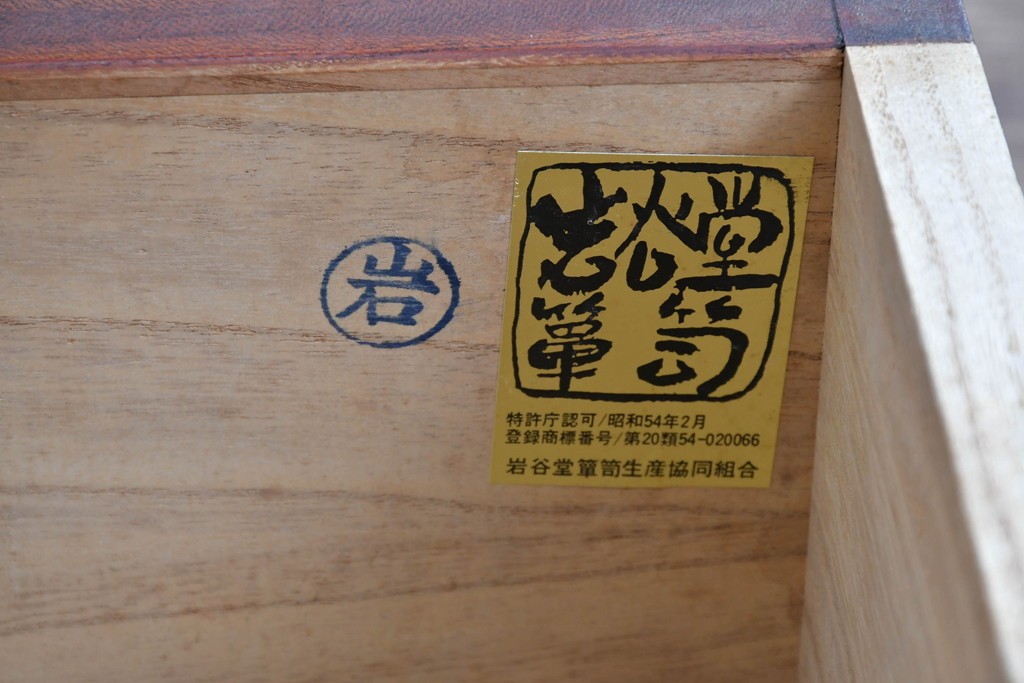 岩
岩谷堂
箪笥
特許庁認可/昭和54年2月
登録商標番号/第20類54-020066
岩谷堂箪笥生産協同組合